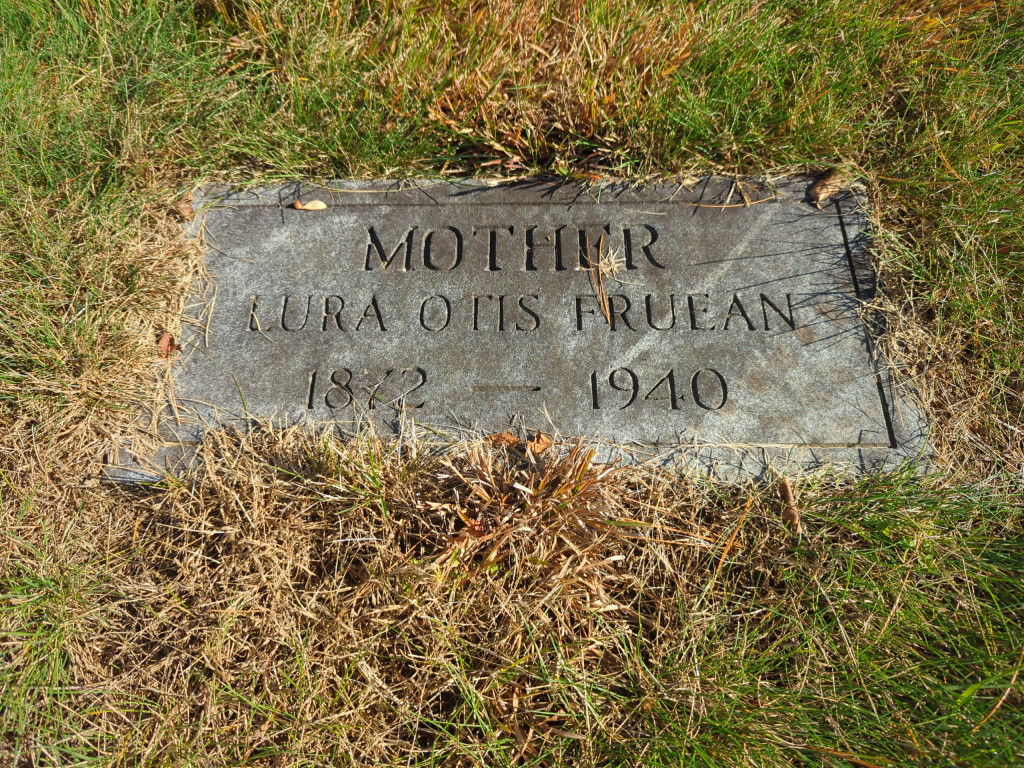 MOTHER
LURA OTIS FRUEAN
1872 — 1940